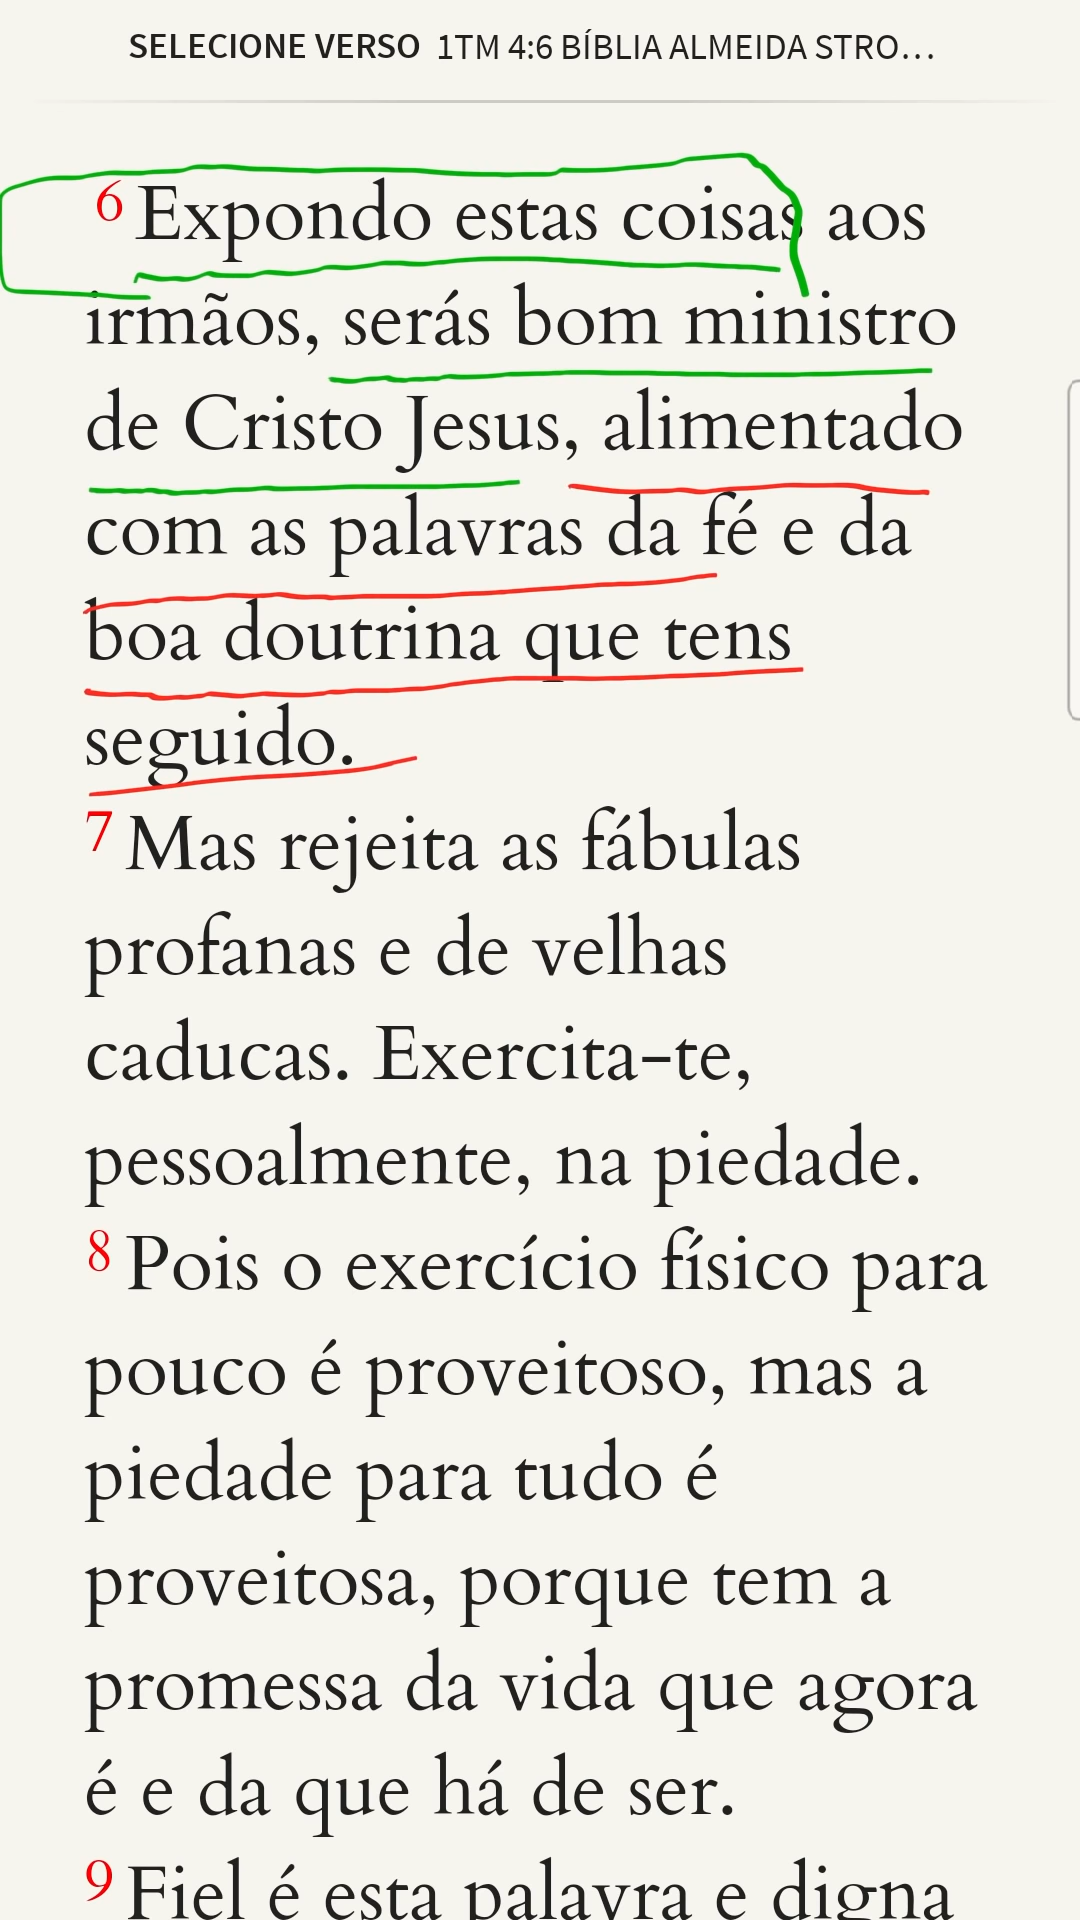 SELECIONE VERSO 1TM 4:6 BÍBLIA ALMEIDA STRO...
6 Expondo estas coisas aos
irmãos, serás bom ministro
de Cristo Jesus, alimentado
com as palavras da fé e da
boa doutrina que tens
seguido.
7 Mas rejeita as fábulas
profanas e de velhas
caducas. Exercita-te,
pessoalmente, na piedade.
8 Pois o exercício físico para
pouco é proveitoso, mas a
piedade para tudo é
proveitosa, porque tem a
promessa da vida que agora
é e da que há de ser.
9 Fiel é esta palavra e digna